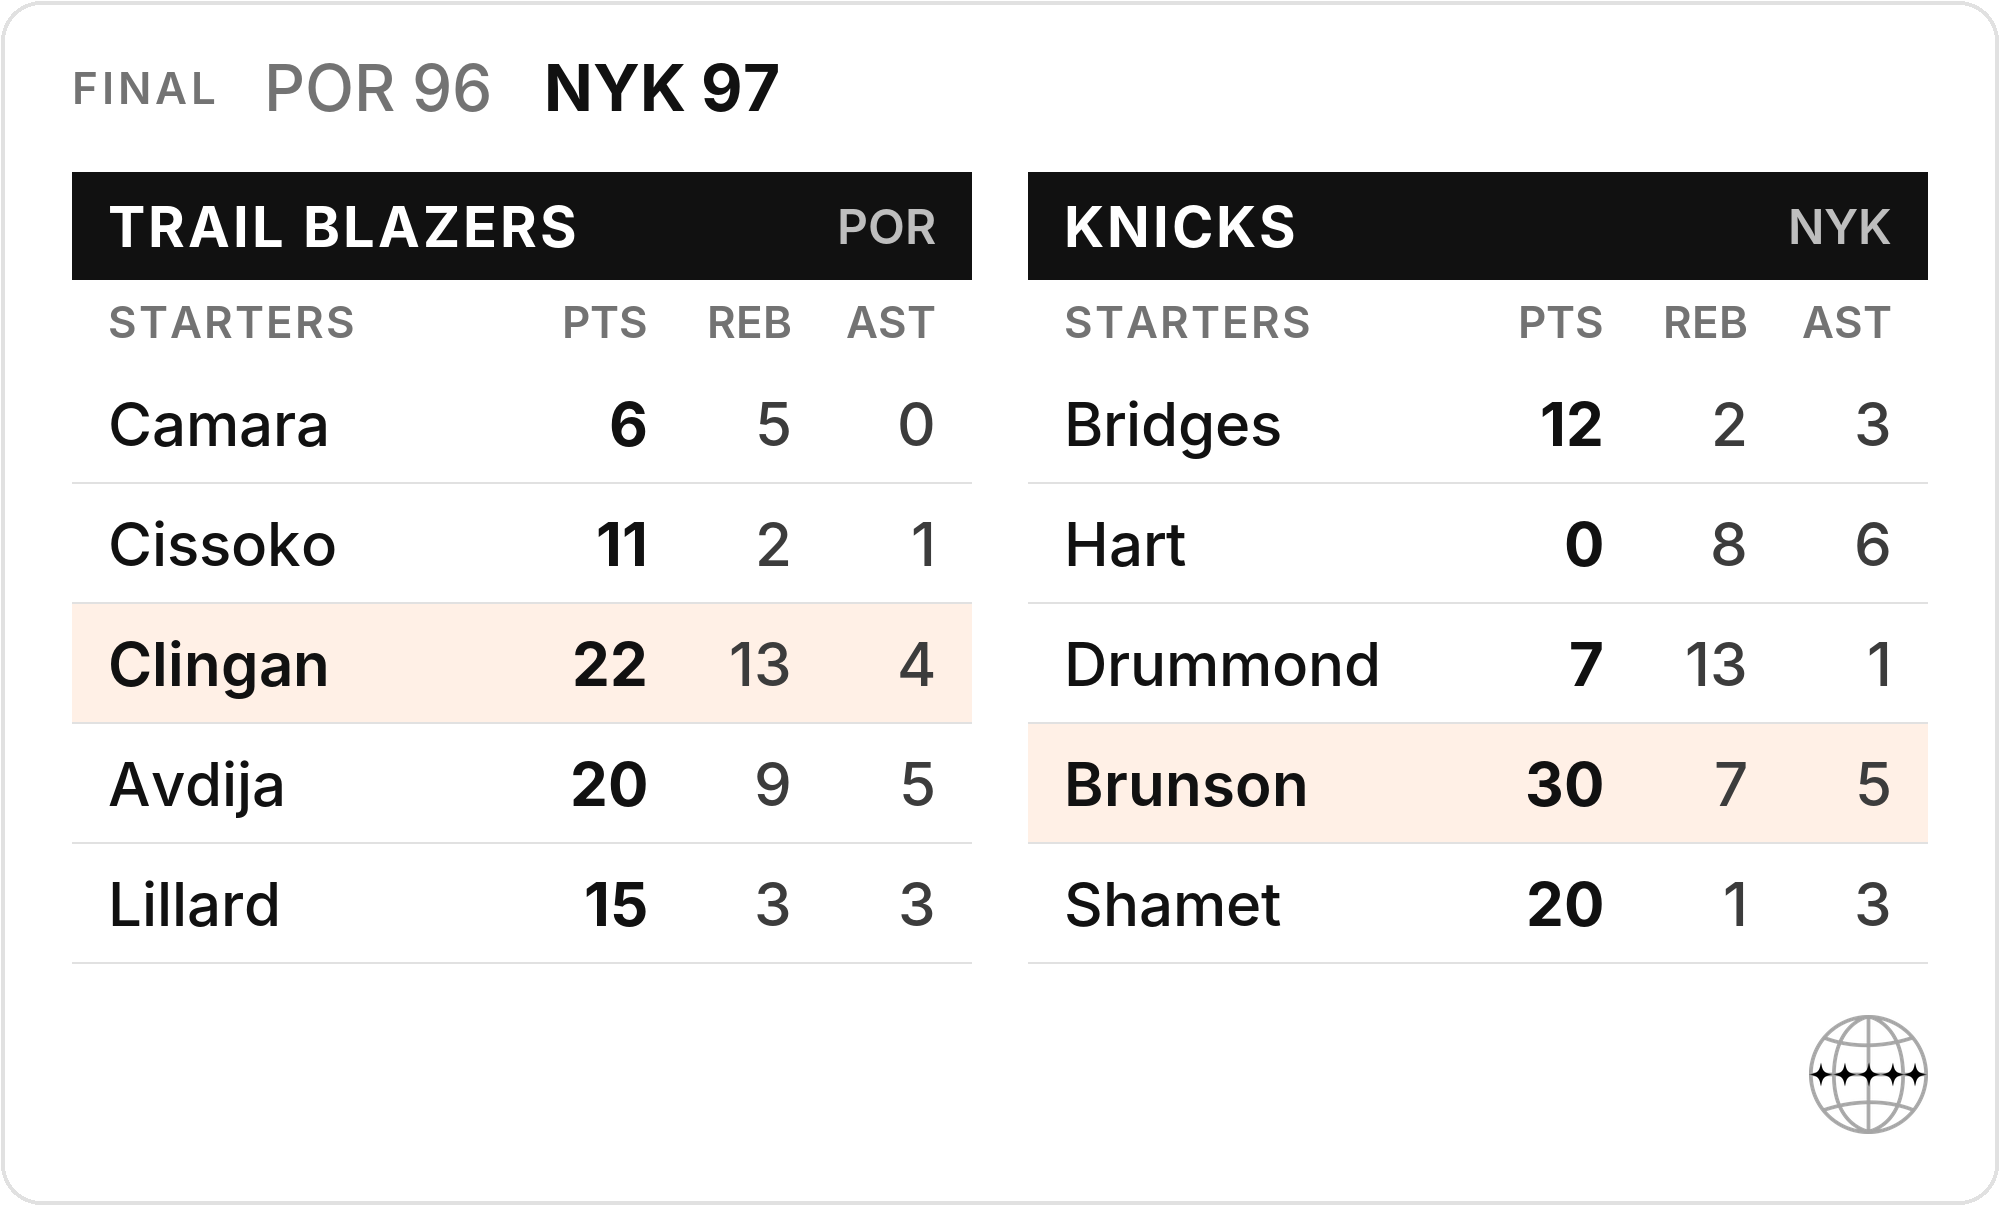 FINAL POR 96 NYK 97
TRAIL BLAZERS POR
STARTERS PTS REB AST
Camara 6 5 0
Cissoko 11 2 1
Clingan 22 13 4
Avdija 20 9 5
Lillard 15 3 3
KNICKS NYK
STARTERS PTS REB AST
Bridges 12 2 3
Hart 0 8 6
Drummond 7 13 1
Brunson 30 7 5
Shamet 20 1 3